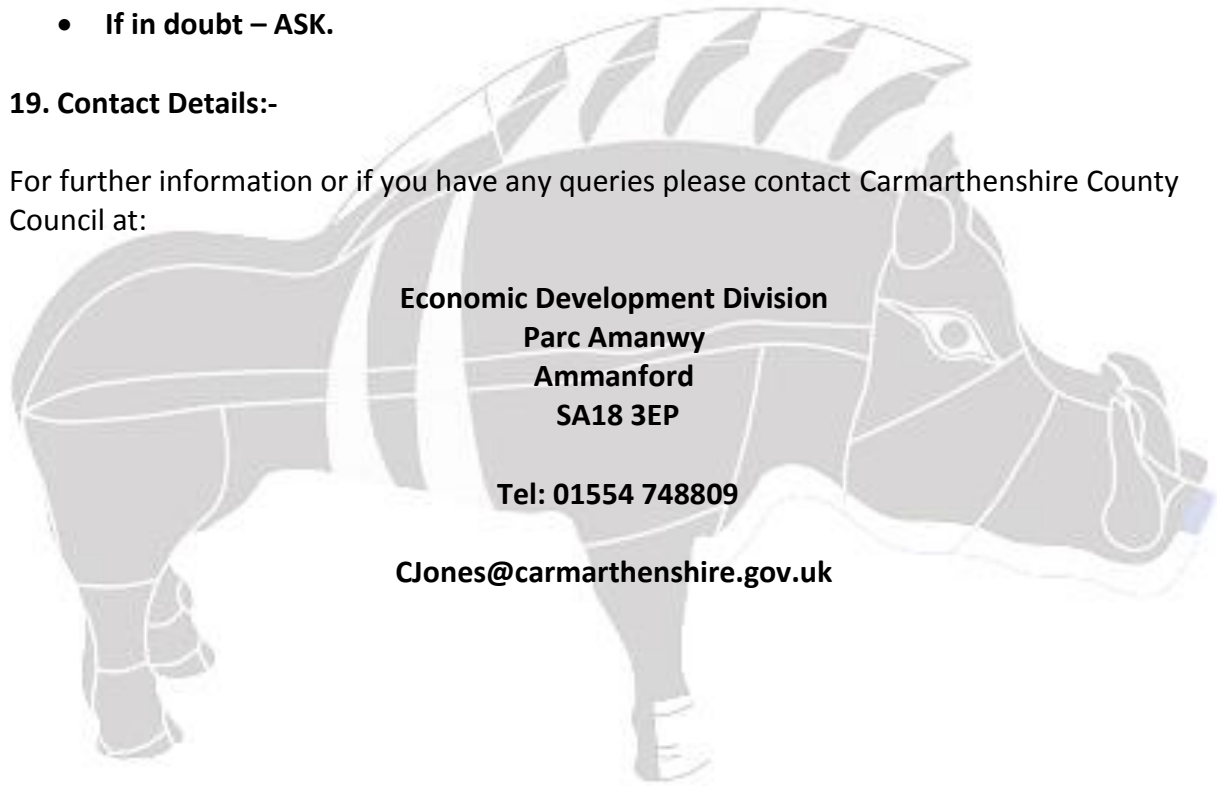 • If in doubt – ASK.
19. Contact Details:-
For further information or if you have any queries please contact Carmarthenshire County
Council at:
Economic Development Division
Parc Amanwy
Ammanford
SA18 3EP
Tel: 01554 748809
CJones@carmarthenshire.gov.uk